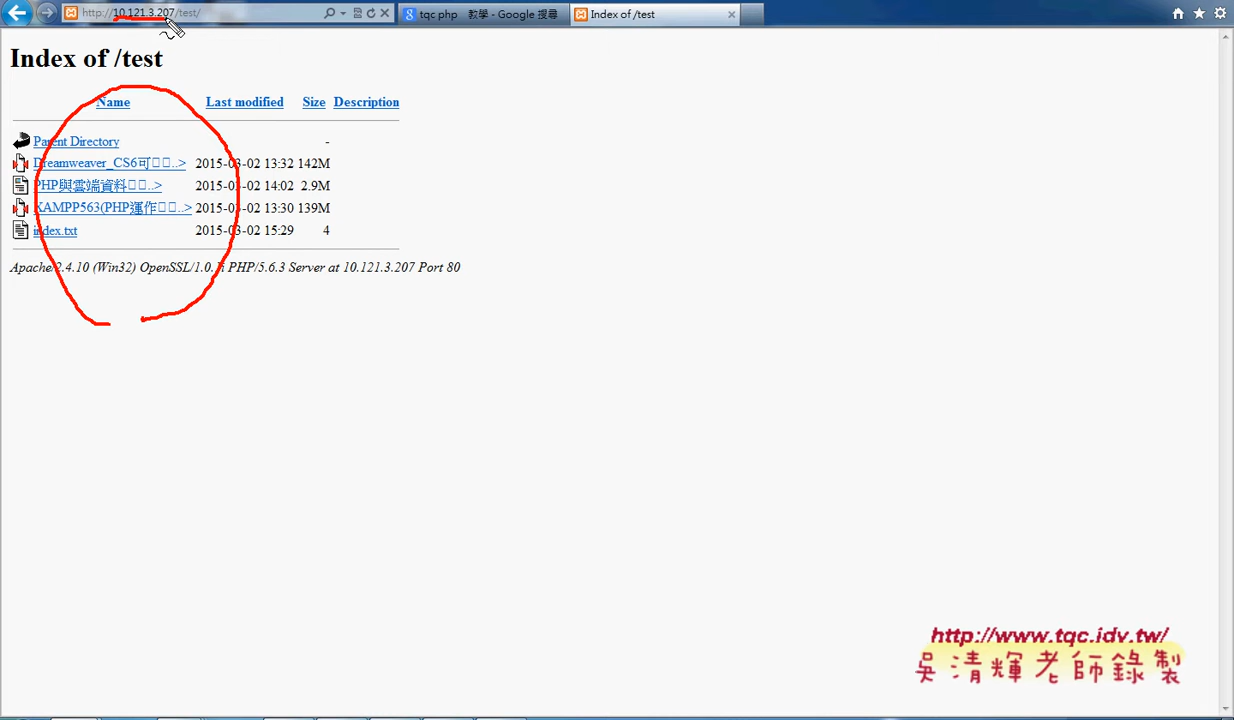 http://10.121.3.207/test/
tqc php 教學 - Google 搜尋
Index of /test
Index of /test
Name Last modified Size Description
Parent Directory -
Dreamweaver_CS6可□□..> 2015-03-02 13:32 142M
PHP與雲端資料□□..> 2015-03-02 14:02 2.9M
XAMPP563(PHP運作□□..> 2015-03-02 13:30 139M
index.txt 2015-03-02 15:29 4
Apache/2.4.10 (Win32) OpenSSL/1.0.1i PHP/5.6.3 Server at 10.121.3.207 Port 80
http://www.tqc.idv.tw/
吳清輝老師錄製